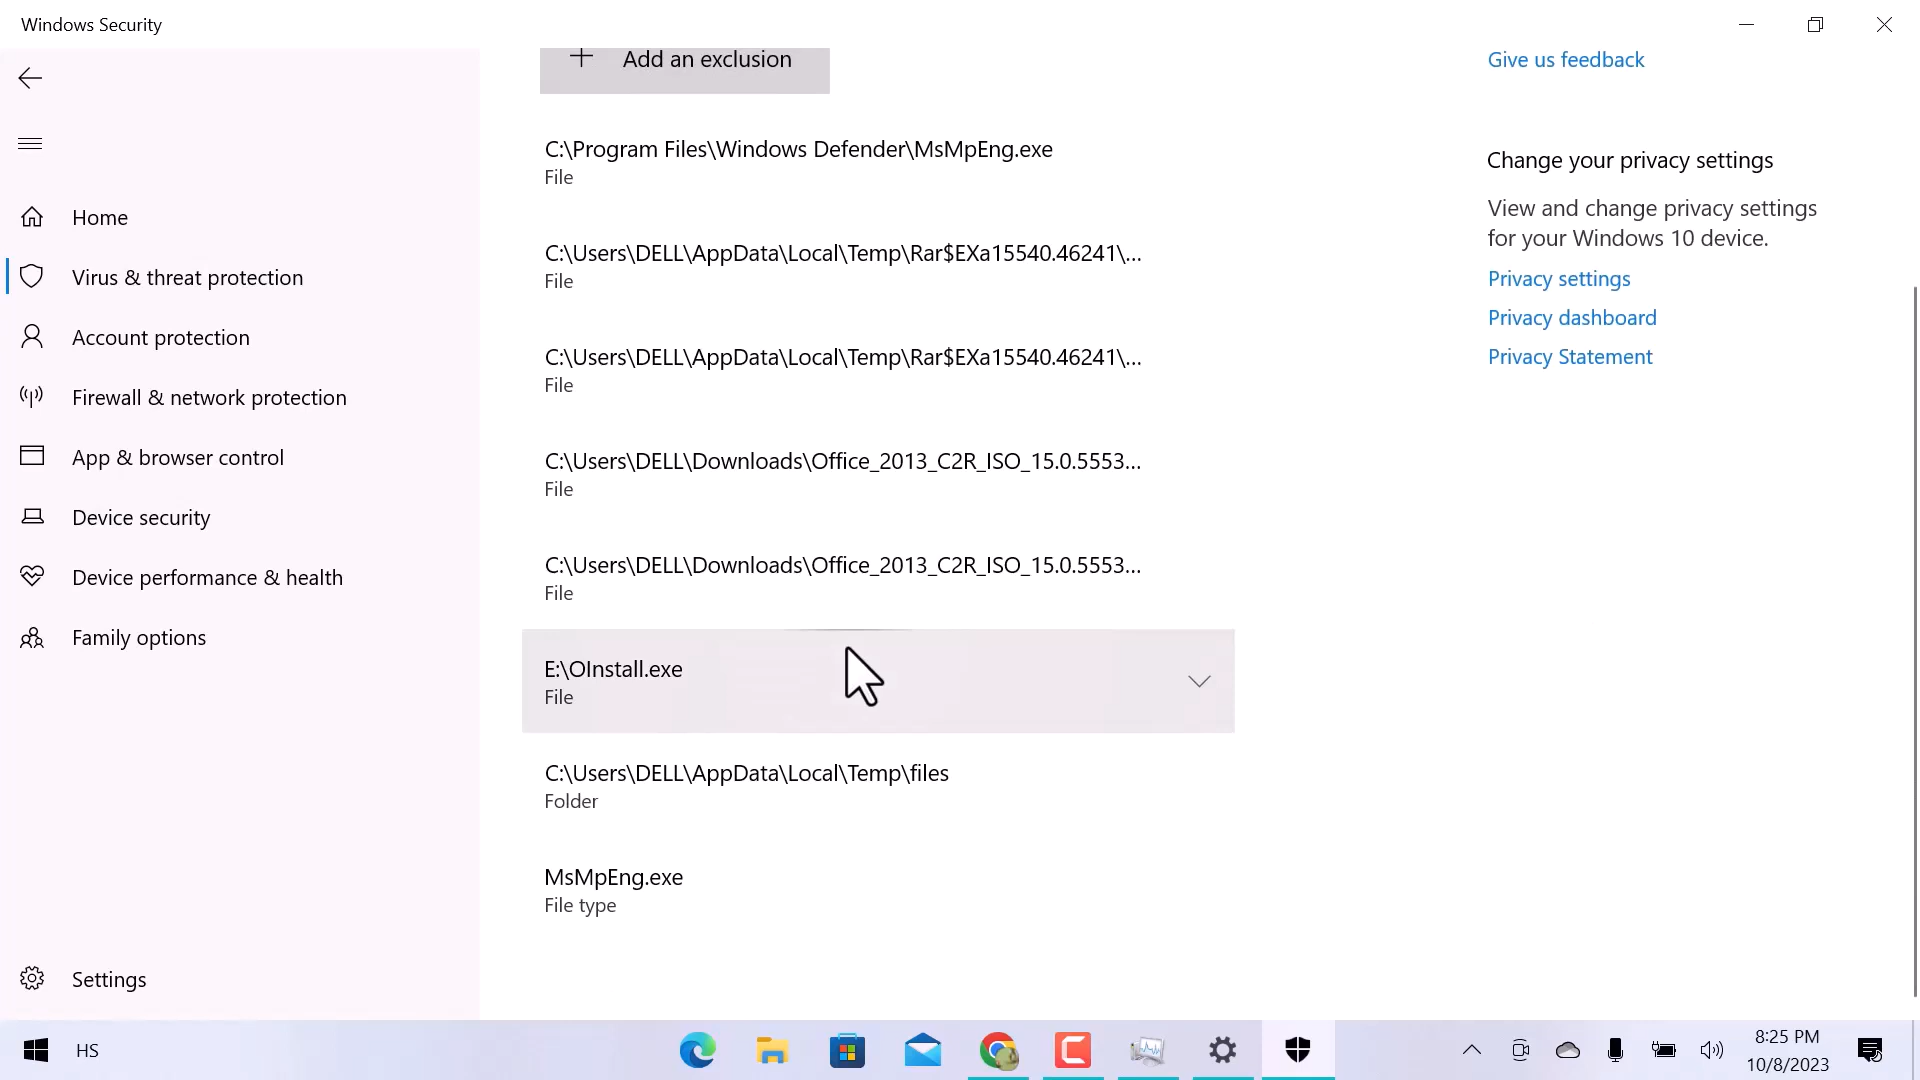 Windows Security
Add an exclusion
Give us feedback
C:\Program Files\Windows Defender\MsMpEng.exe
File
Change your privacy settings
View and change privacy settings
for your Windows 10 device.
Privacy settings
Privacy dashboard
Privacy Statement
Home
Virus & threat protection
Account protection
Firewall & network protection
App & browser control
Device security
Device performance & health
Family options
Settings
C:\Users\DELL\AppData\Local\Temp\Rar$EXa15540.46241\...
File
C:\Users\DELL\AppData\Local\Temp\Rar$EXa15540.46241\...
File
C:\Users\DELL\Downloads\Office_2013_C2R_ISO_15.0.5553...
File
C:\Users\DELL\Downloads\Office_2013_C2R_ISO_15.0.5553...
File
E:\OInstall.exe
File
C:\Users\DELL\AppData\Local\Temp\files
Folder
MsMpEng.exe
File type
HS
8:25 PM
10/8/2023